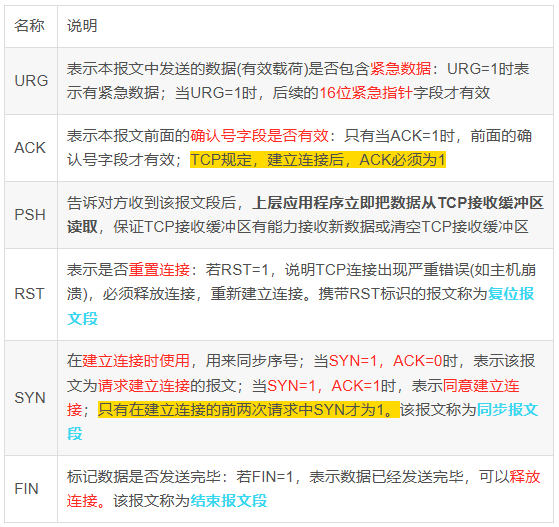 名称 说明
URG 表示本报文中发送的数据(有效载荷)是否包含紧急数据：URG=1时表
示有紧急数据；当URG=1时，后续的16位紧急指针字段才有效
ACK 表示本报文前面的确认号字段是否有效：只有当ACK=1时，前面的确
认号字段才有效；TCP规定，建立连接后，ACK必须为1
PSH 告诉对方收到该报文段后，上层应用程序立即把数据从TCP接收缓冲区
读取，保证TCP接收缓冲区有能力接收新数据或清空TCP接收缓冲区
RST 表示是否重置连接：若RST=1，说明TCP连接出现严重错误(如主机崩
溃)，必须释放连接，重新建立连接。携带RST标识的报文称为复位报
文段
SYN 在建立连接时使用，用来同步序号；当SYN=1，ACK=0时，表示该报
文为请求建立连接的报文；当SYN=1，ACK=1时，表示同意建立连
接；只有在建立连接的前两次请求中SYN才为1。该报文称为同步报文
段
FIN 标记数据是否发送完毕：若FIN=1，表示数据已经发送完毕，可以释放
连接。该报文称为结束报文段